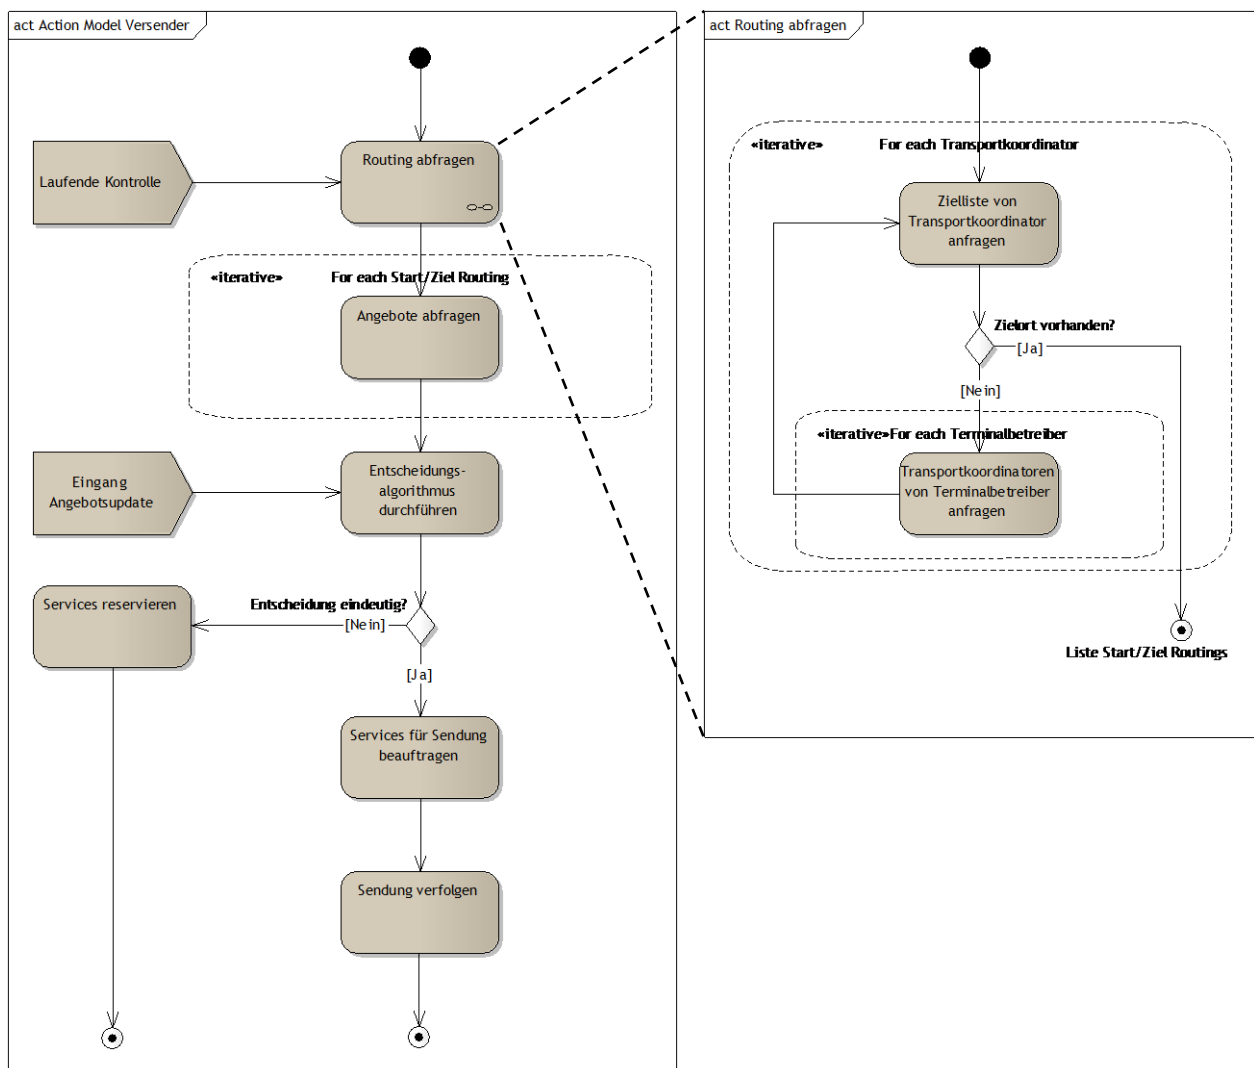 act Action Model Versender
Laufende Kontrolle
Routing abfragen
«iterative»
For each Start/Ziel Routing
Angebote abfragen
Eingang
Angebotsupdate
Entscheidungs-
algorithmus
durchführen
Services reservieren
Entscheidung eindeutig?
[Nein]
[Ja]
Services für Sendung
beauftragen
Sendung verfolgen
act Routing abfragen
«iterative»
For each Transportkoordinator
Zielliste von
Transportkoordinator
anfragen
Zielort vorhanden?
[Ja]
[Nein]
«iterative»For each Terminalbetreiber
Transportkoordinatoren
von Terminalbetreiber
anfragen
Liste Start/Ziel Routings